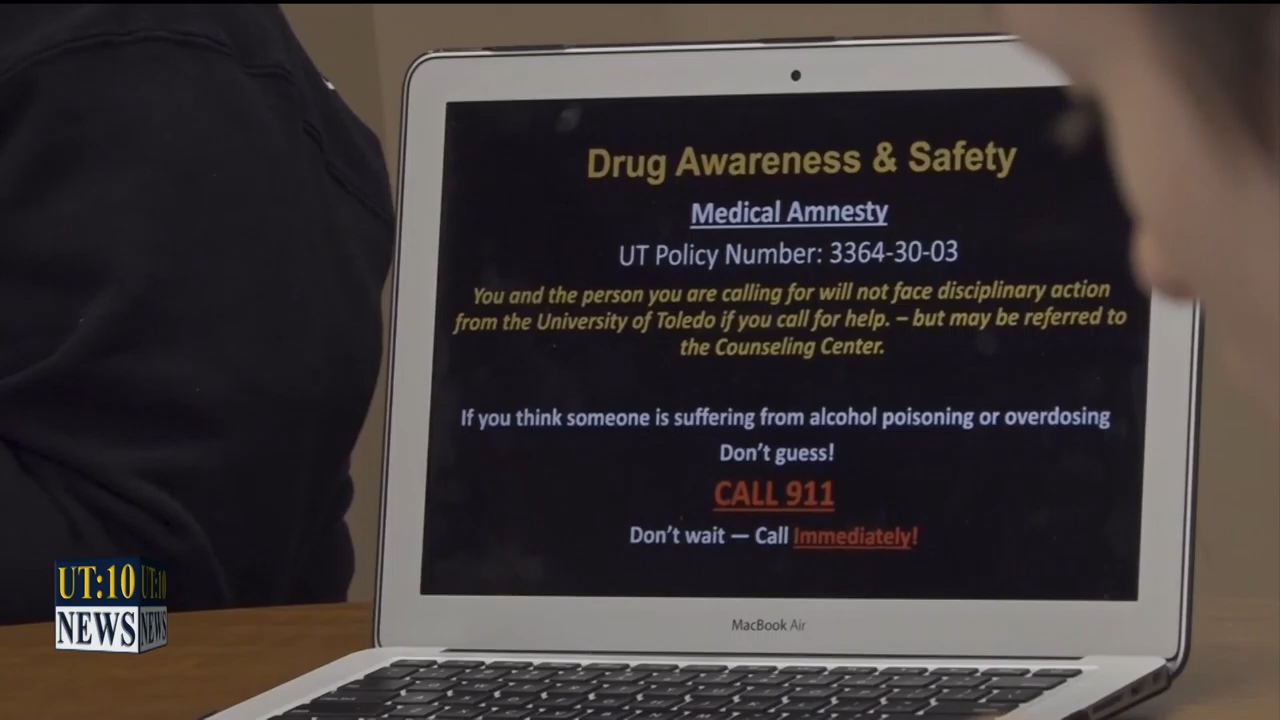 Drug Awareness & Safety
Medical Amnesty
UT Policy Number: 3364-30-03
You and the person you are calling for will not face disciplinary action
from the University of Toledo if you call for help. – but may be referred to
the Counseling Center.
If you think someone is suffering from alcohol poisoning or overdosing
Don't guess!
CALL 911
Don't wait — Call Immediately!
MacBook Air
UT:10 UT:10
NEWS NEWS